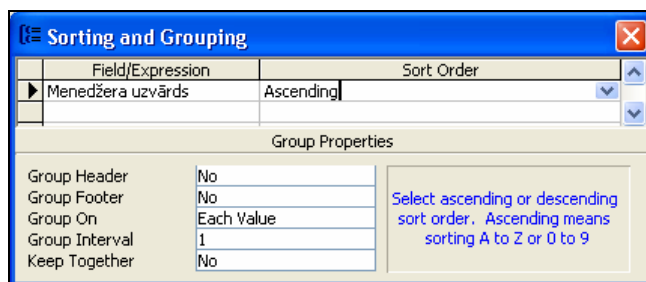 Sorting and Grouping
Field/Expression Sort Order
Menedžera uzvārds Ascending
Group Properties
Group Header No
Group Footer No
Group On Each Value
Group Interval 1
Keep Together No
Select ascending or descending
sort order. Ascending means
sorting A to Z or 0 to 9